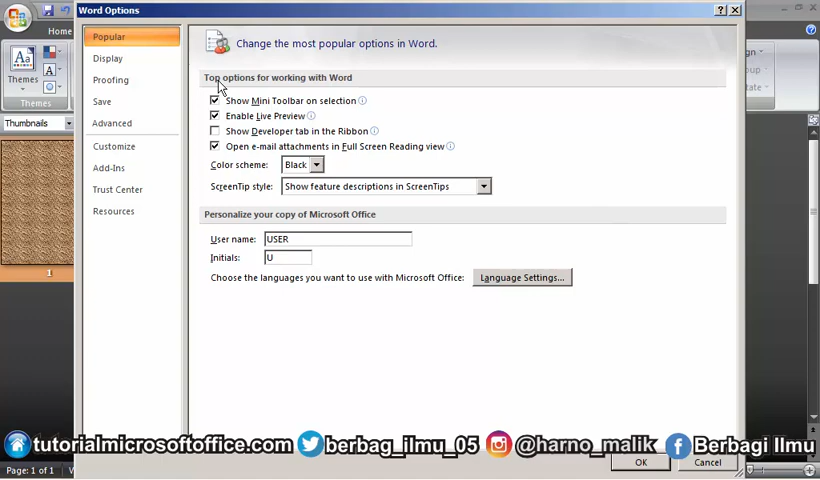 Word Options
Home
Themes
Themes
Thumbnails
Popular
Display
Proofing
Save
Advanced
Customize
Add-Ins
Trust Center
Resources
Change the most popular options in Word.
Top options for working with Word
Show Mini Toolbar on selection
Enable Live Preview
Show Developer tab in the Ribbon
Open e-mail attachments in Full Screen Reading view
Color scheme: Black
ScreenTip style: Show feature descriptions in ScreenTips
Personalize your copy of Microsoft Office
User name: USER
Initials: U
Choose the languages you want to use with Microsoft Office: Language Settings...
1
tutorialmicrosoftoffice.com berbag_ilmu_05 @harno_malik Berbagi Ilmu
OK Cancel
Page: 1 of 1